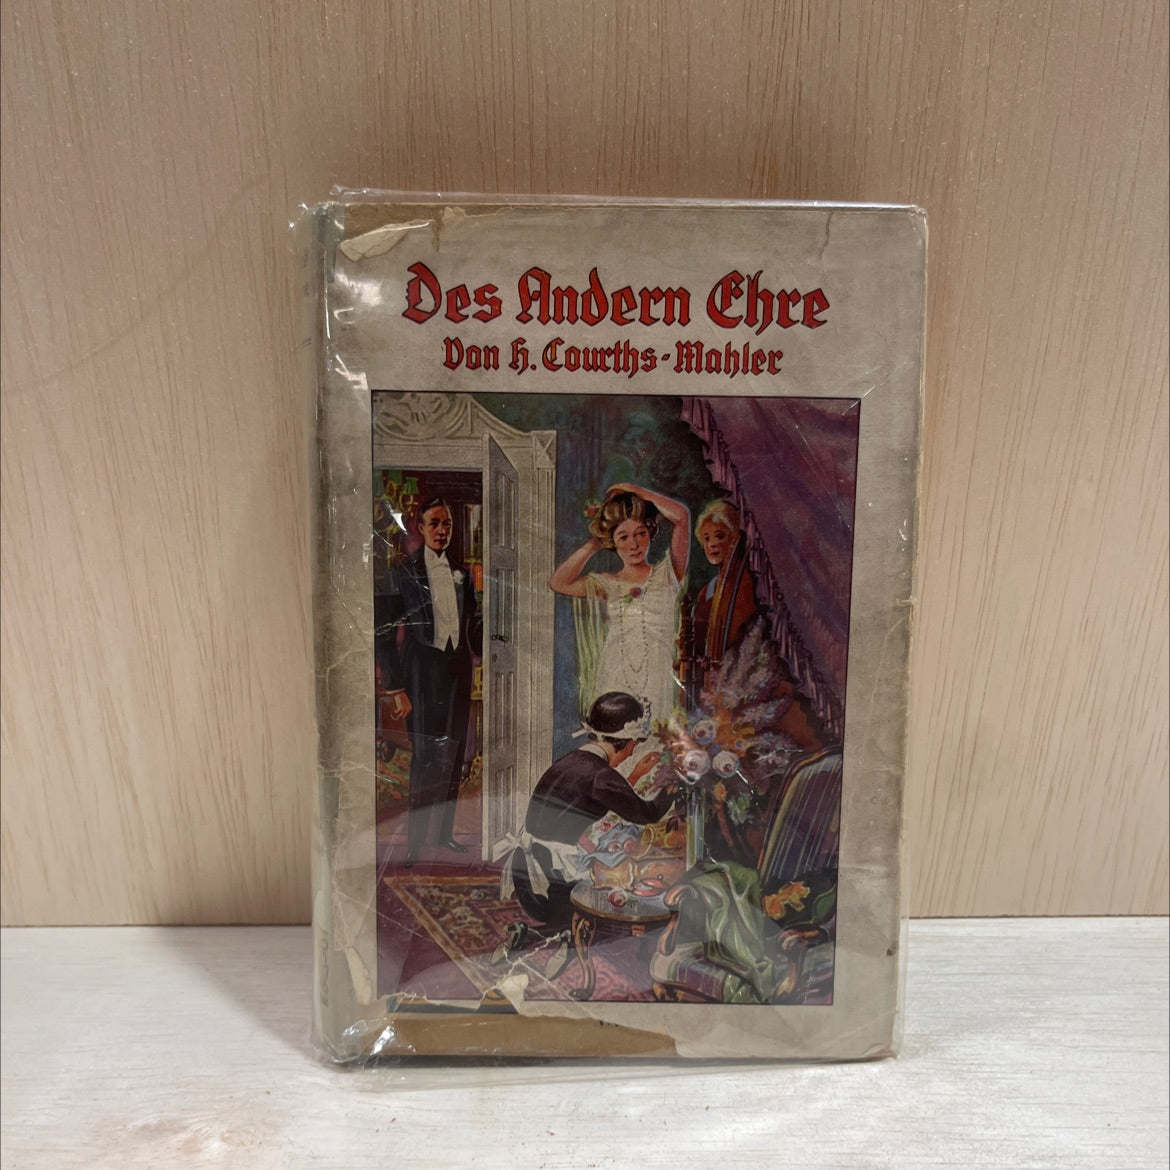 Des Andern Ehre
Von H. Courths-Mahler